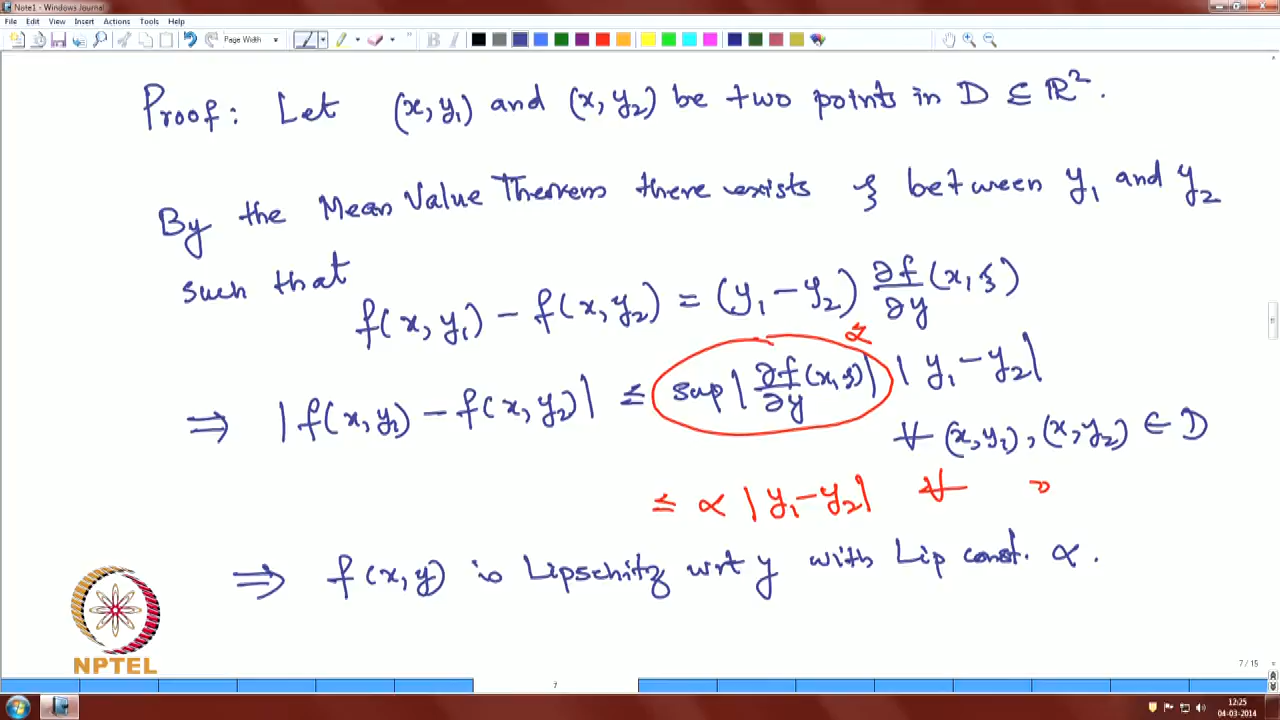 Note1 - Windows Journal
File Edit View Insert Actions Tools Help
Page Width
Proof: Let (x, y₁) and (x, y₂) be two points in D ⊆ ℝ².
By the Mean Value Theorem there exists ξ between y₁ and y₂
such that
f(x, y₁) - f(x, y₂) = (y₁ - y₂) ∂f/∂y (x, ξ)
α
⇒ |f(x, y₁) - f(x, y₂)| ≤ sup |∂f/∂y (x, ξ)| |y₁ - y₂|
∀ (x, y₁), (x, y₂) ∈ D
≤ α |y₁ - y₂| ∀
⇒ f(x, y) is Lipschitz wrt y with Lip const. α.
NPTEL
7 / 15
7
12:25
04-03-2014